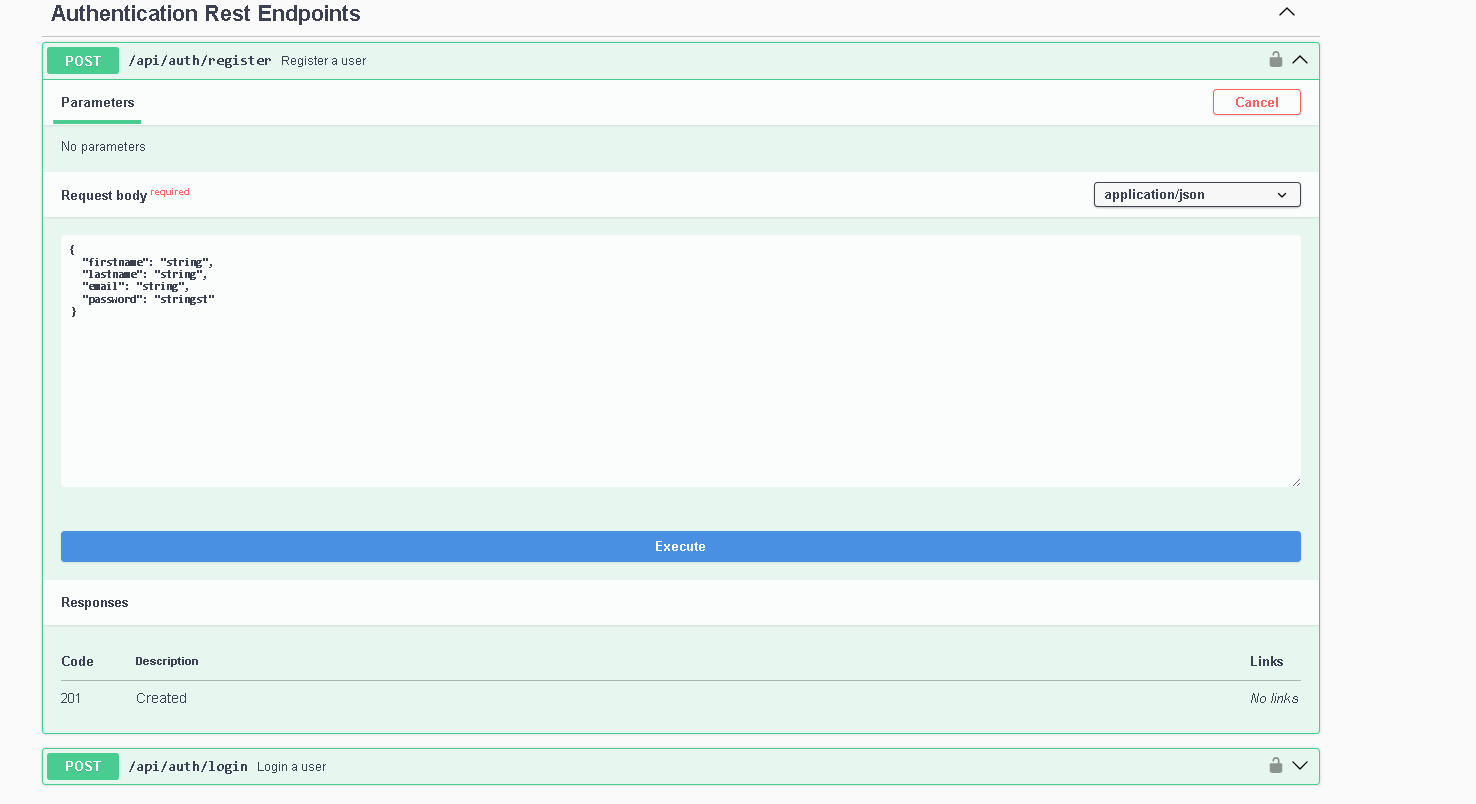 Authentication Rest Endpoints
POST /api/auth/register Register a user
Parameters Cancel
No parameters
Request body required application/json
{
"firstname": "string",
"lastname": "string",
"email": "string",
"password": "stringst"
}
Execute
Responses
Code Description Links
201 Created No links
POST /api/auth/login Login a user